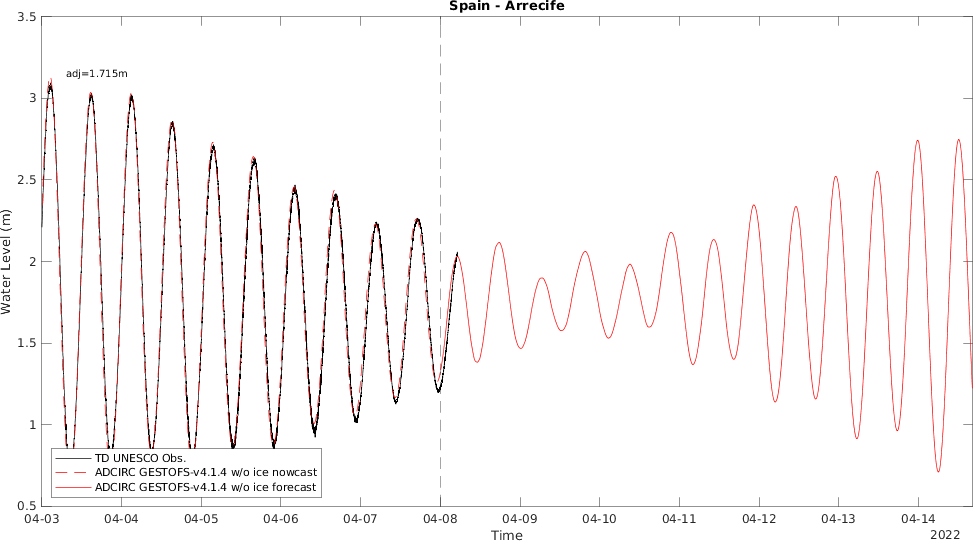 Spain - Arrecife
3.5
adj=1.715m
3
2.5
2
1.5
1
0.5
Water Level (m)
TD UNESCO Obs.
ADCIRC GESTOFS-v4.1.4 w/o ice nowcast
ADCIRC GESTOFS-v4.1.4 w/o ice forecast
04-03 04-04 04-05 04-06 04-07 04-08 04-09 04-10 04-11 04-12 04-13 04-14
Time
2022